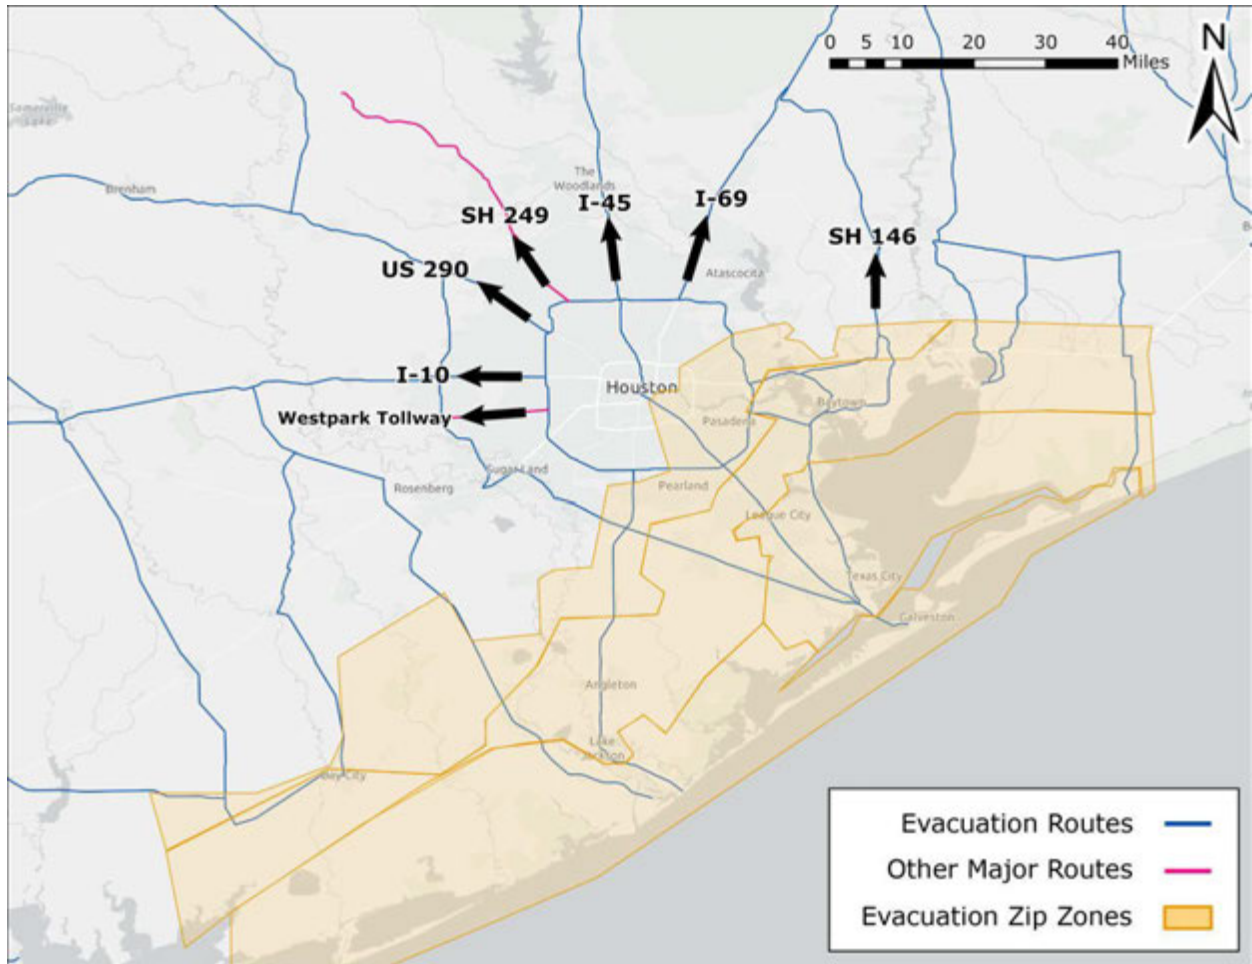 0 5 10 20 30 40
Miles
N
Somerville
Lake
The
Woodlands
Brenham
I-45
I-69
SH 249
SH 146
US 290
Atascocita
I-10
Houston
Westpark Tollway
Baytown
Pasadena
Sugar Land
Rosenberg
Pearland
League City
Texas City
Galveston
Angleton
Lake
Jackson
Bay City
Evacuation Routes
Other Major Routes
Evacuation Zip Zones